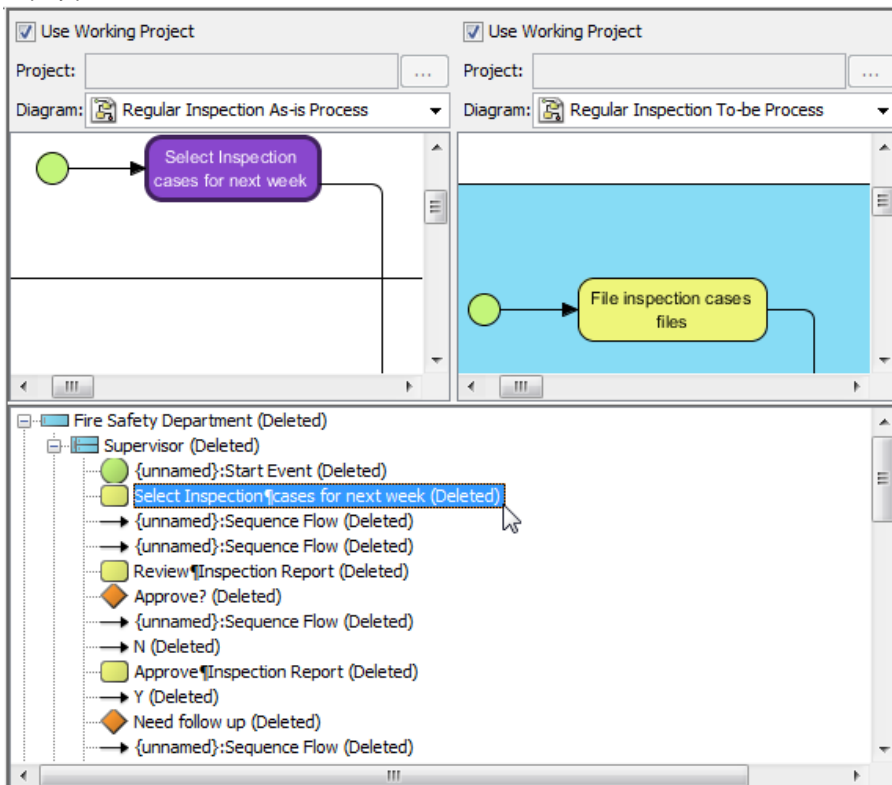 Use Working Project
Use Working Project
Project:
...
Project:
...
Diagram: Regular Inspection As-is Process
Diagram: Regular Inspection To-be Process
Select Inspection
cases for next week
File inspection cases
files
Fire Safety Department (Deleted)
Supervisor (Deleted)
{unnamed}:Start Event (Deleted)
Select Inspection¶cases for next week (Deleted)
{unnamed}:Sequence Flow (Deleted)
{unnamed}:Sequence Flow (Deleted)
Review¶Inspection Report (Deleted)
Approve? (Deleted)
{unnamed}:Sequence Flow (Deleted)
N (Deleted)
Approve¶Inspection Report (Deleted)
Y (Deleted)
Need follow up (Deleted)
{unnamed}:Sequence Flow (Deleted)